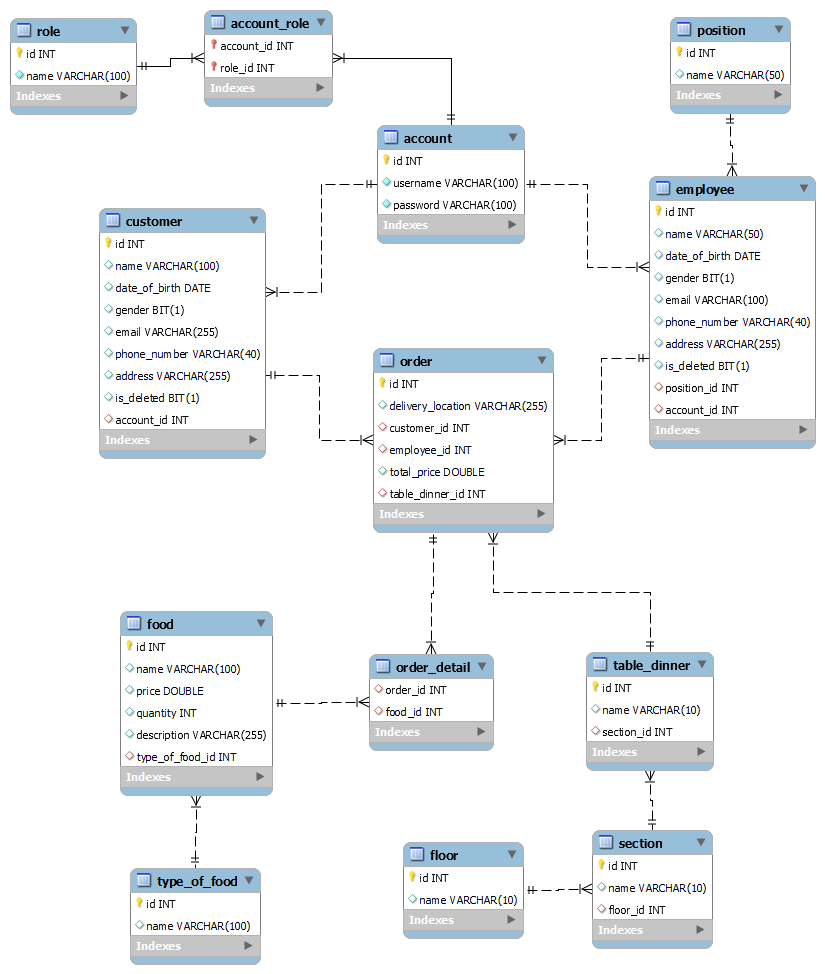 role
id INT
name VARCHAR(100)
Indexes
account_role
account_id INT
role_id INT
Indexes
position
id INT
name VARCHAR(50)
Indexes
account
id INT
username VARCHAR(100)
password VARCHAR(100)
Indexes
employee
id INT
name VARCHAR(50)
date_of_birth DATE
gender BIT(1)
email VARCHAR(100)
phone_number VARCHAR(40)
address VARCHAR(255)
is_deleted BIT(1)
position_id INT
account_id INT
Indexes
customer
id INT
name VARCHAR(100)
date_of_birth DATE
gender BIT(1)
email VARCHAR(255)
phone_number VARCHAR(40)
address VARCHAR(255)
is_deleted BIT(1)
account_id INT
Indexes
order
id INT
delivery_location VARCHAR(255)
customer_id INT
employee_id INT
total_price DOUBLE
table_dinner_id INT
Indexes
food
id INT
name VARCHAR(100)
price DOUBLE
quantity INT
description VARCHAR(255)
type_of_food_id INT
Indexes
order_detail
order_id INT
food_id INT
Indexes
table_dinner
id INT
name VARCHAR(10)
section_id INT
Indexes
type_of_food
id INT
name VARCHAR(100)
Indexes
floor
id INT
name VARCHAR(10)
Indexes
section
id INT
name VARCHAR(10)
floor_id INT
Indexes